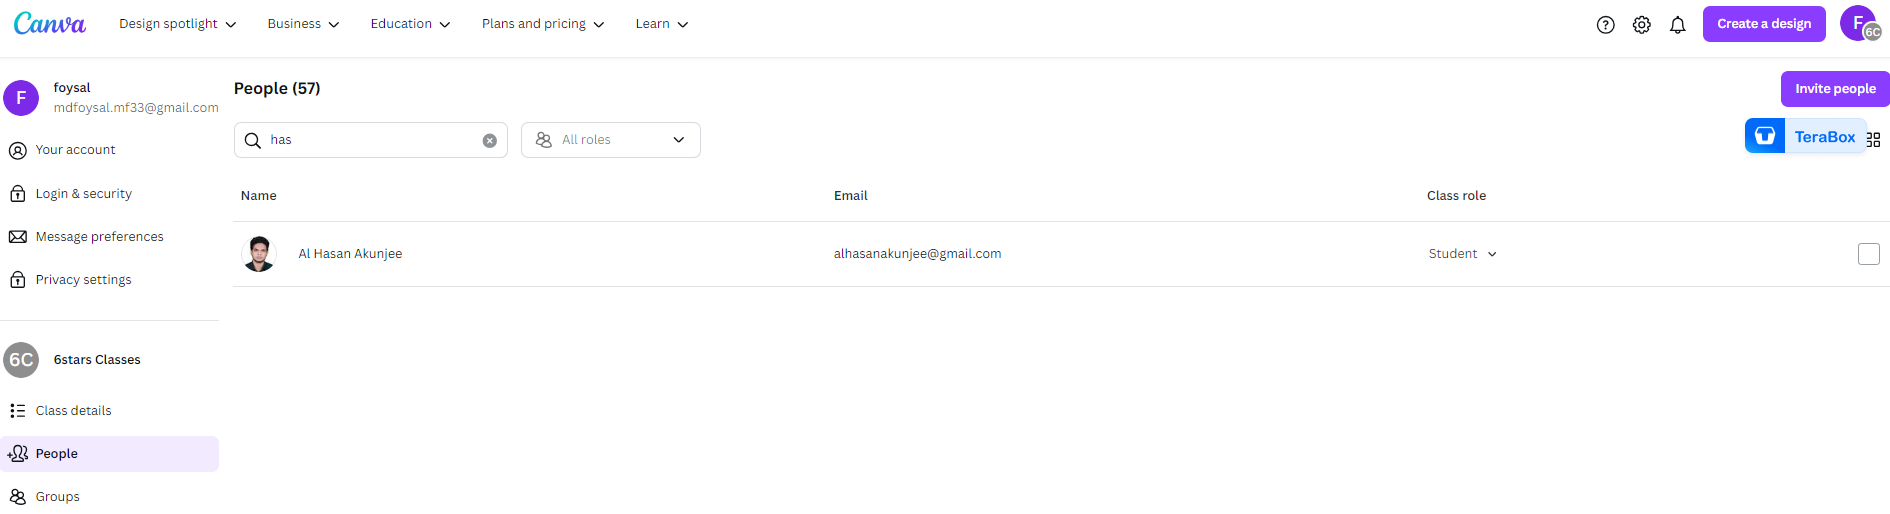 Canva Design spotlight Business Education Plans and pricing Learn Create a design F 6C
F foysal
mdfoysal.mf33@gmail.com
Your account
Login & security
Message preferences
Privacy settings
6C 6stars Classes
Class details
People
Groups
People (57) Invite people
has All roles TeraBox
Name Email Class role
Al Hasan Akunjee alhasanakunjee@gmail.com Student